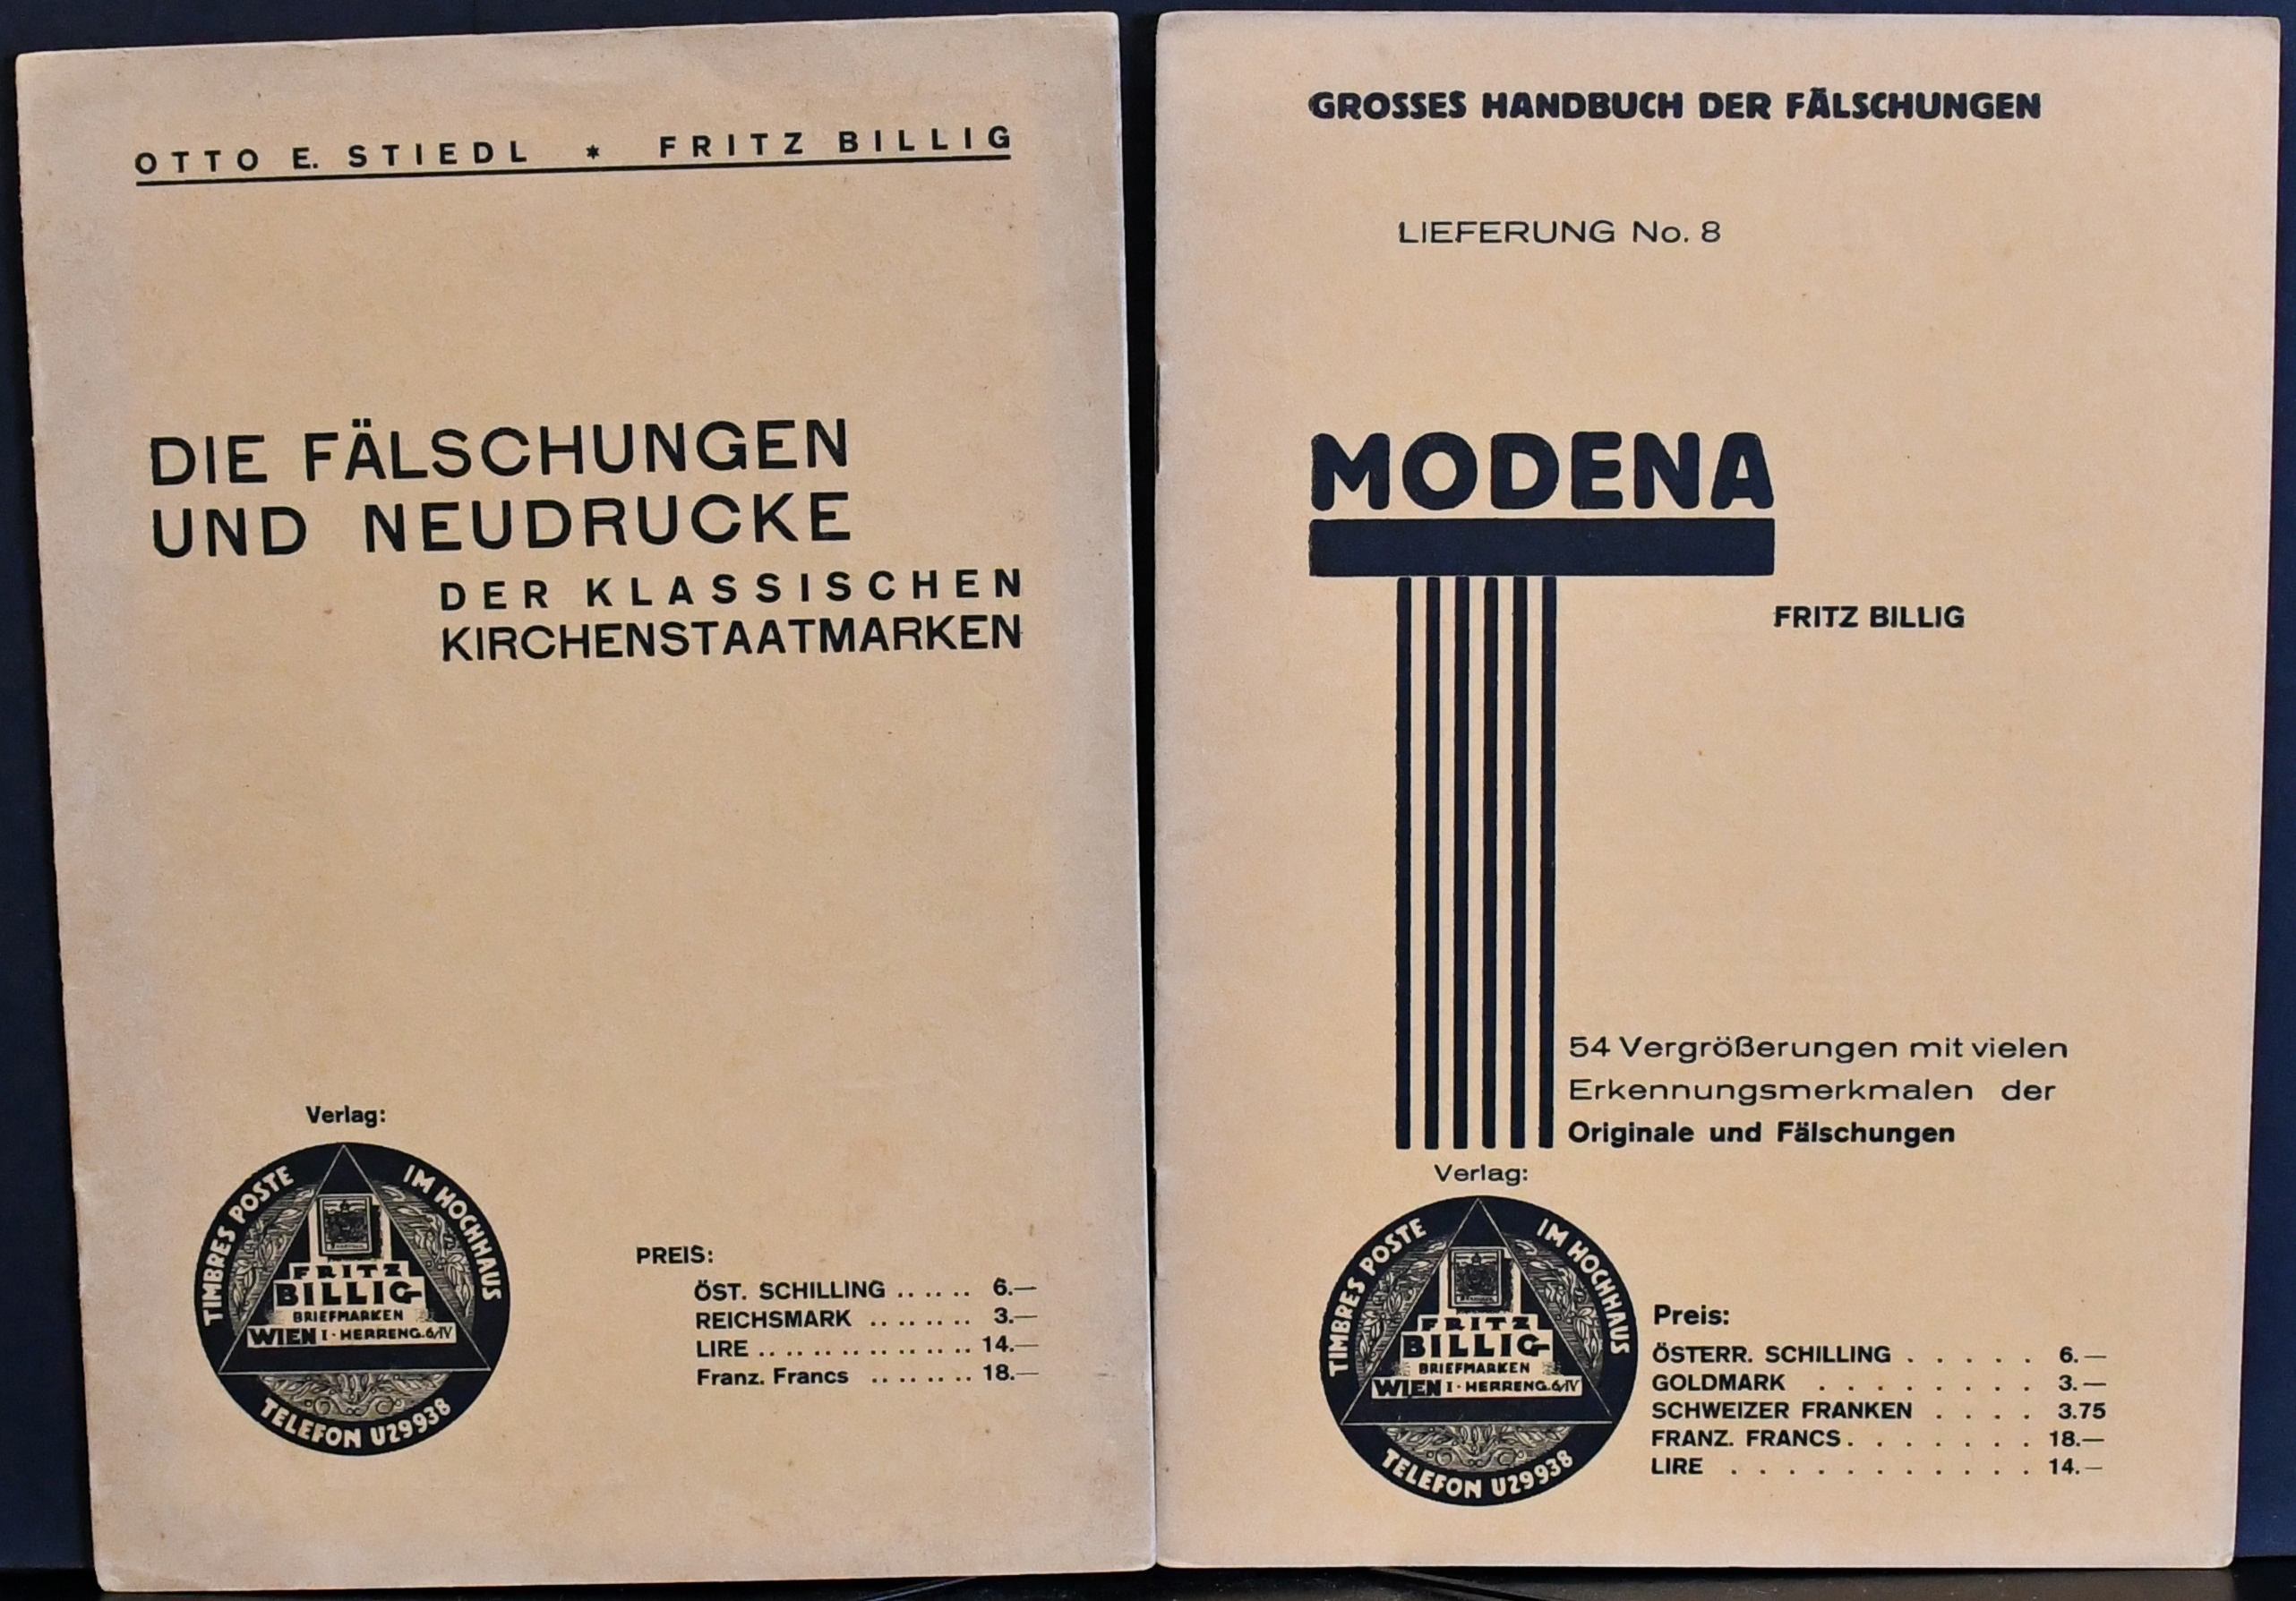 OTTO E. STIEDL * FRITZ BILLIG
DIE FÄLSCHUNGEN
UND NEUDRUCKE
DER KLASSISCHEN
KIRCHENSTAATMARKEN
Verlag:
TIMBRES POSTE
IM HOCHHAUS
FRITZ
BILLIG
BRIEFMARKEN
WIEN I · HERRENG. 6/IV
TELEFON U29938
PREIS:
ÖST. SCHILLING ...... 6.—
REICHSMARK ........ 3.—
LIRE ................ 14.—
Franz. Francs ........ 18.—
GROSSES HANDBUCH DER FÄLSCHUNGEN
LIEFERUNG No. 8
MODENA
FRITZ BILLIG
54 Vergrößerungen mit vielen
Erkennungsmerkmalen der
Originale und Fälschungen
Verlag:
TIMBRES POSTE
IM HOCHHAUS
FRITZ
BILLIG
BRIEFMARKEN
WIEN I · HERRENG. 6/IV
TELEFON U29938
Preis:
ÖSTERR. SCHILLING . . . . . 6.—
GOLDMARK . . . . . . . . 3.—
SCHWEIZER FRANKEN . . . . 3.75
FRANZ. FRANCS . . . . . . . 18.—
LIRE . . . . . . . . . . . 14.—